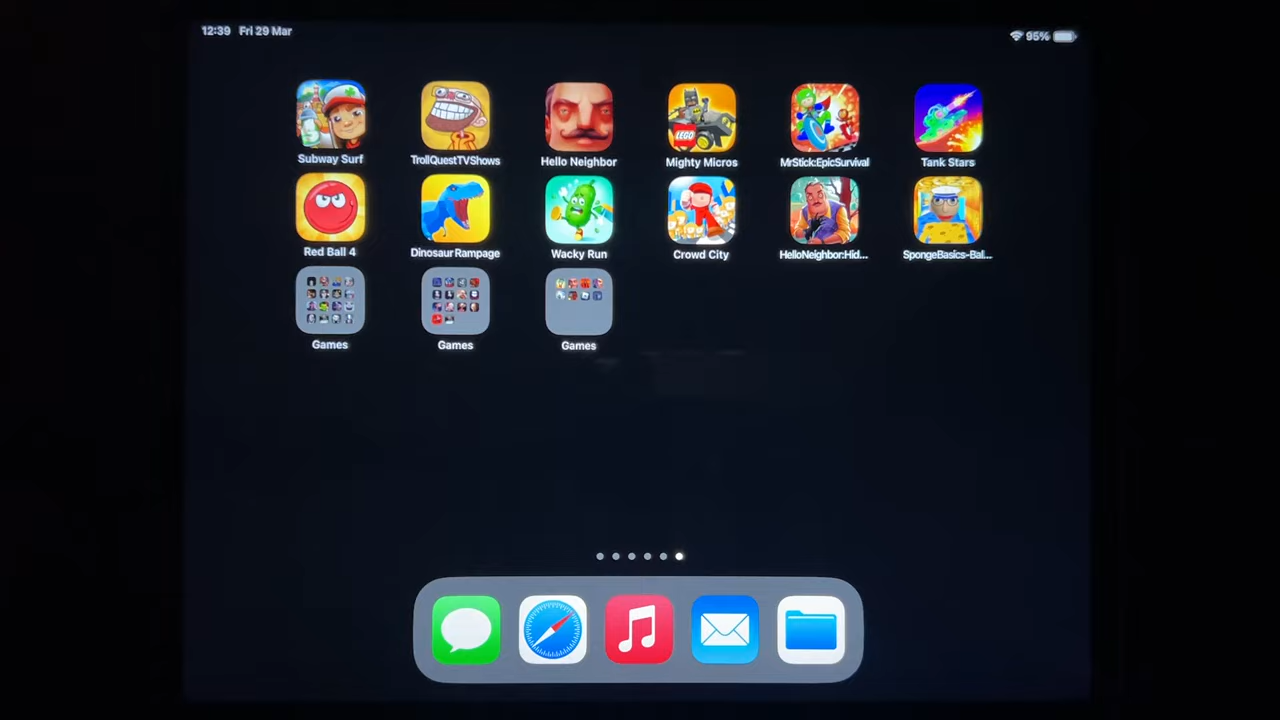 12:39 Fri 29 Mar
95%
Subway Surf
TrollQuestTVShows
Hello Neighbor
LEGO
Mighty Micros
MrStick:EpicSurvival
Tank Stars
Red Ball 4
Dinosaur Rampage
Wacky Run
Crowd City
HelloNeighbor:Hid...
SpongeBasics-Bal...
Games
Games
Games